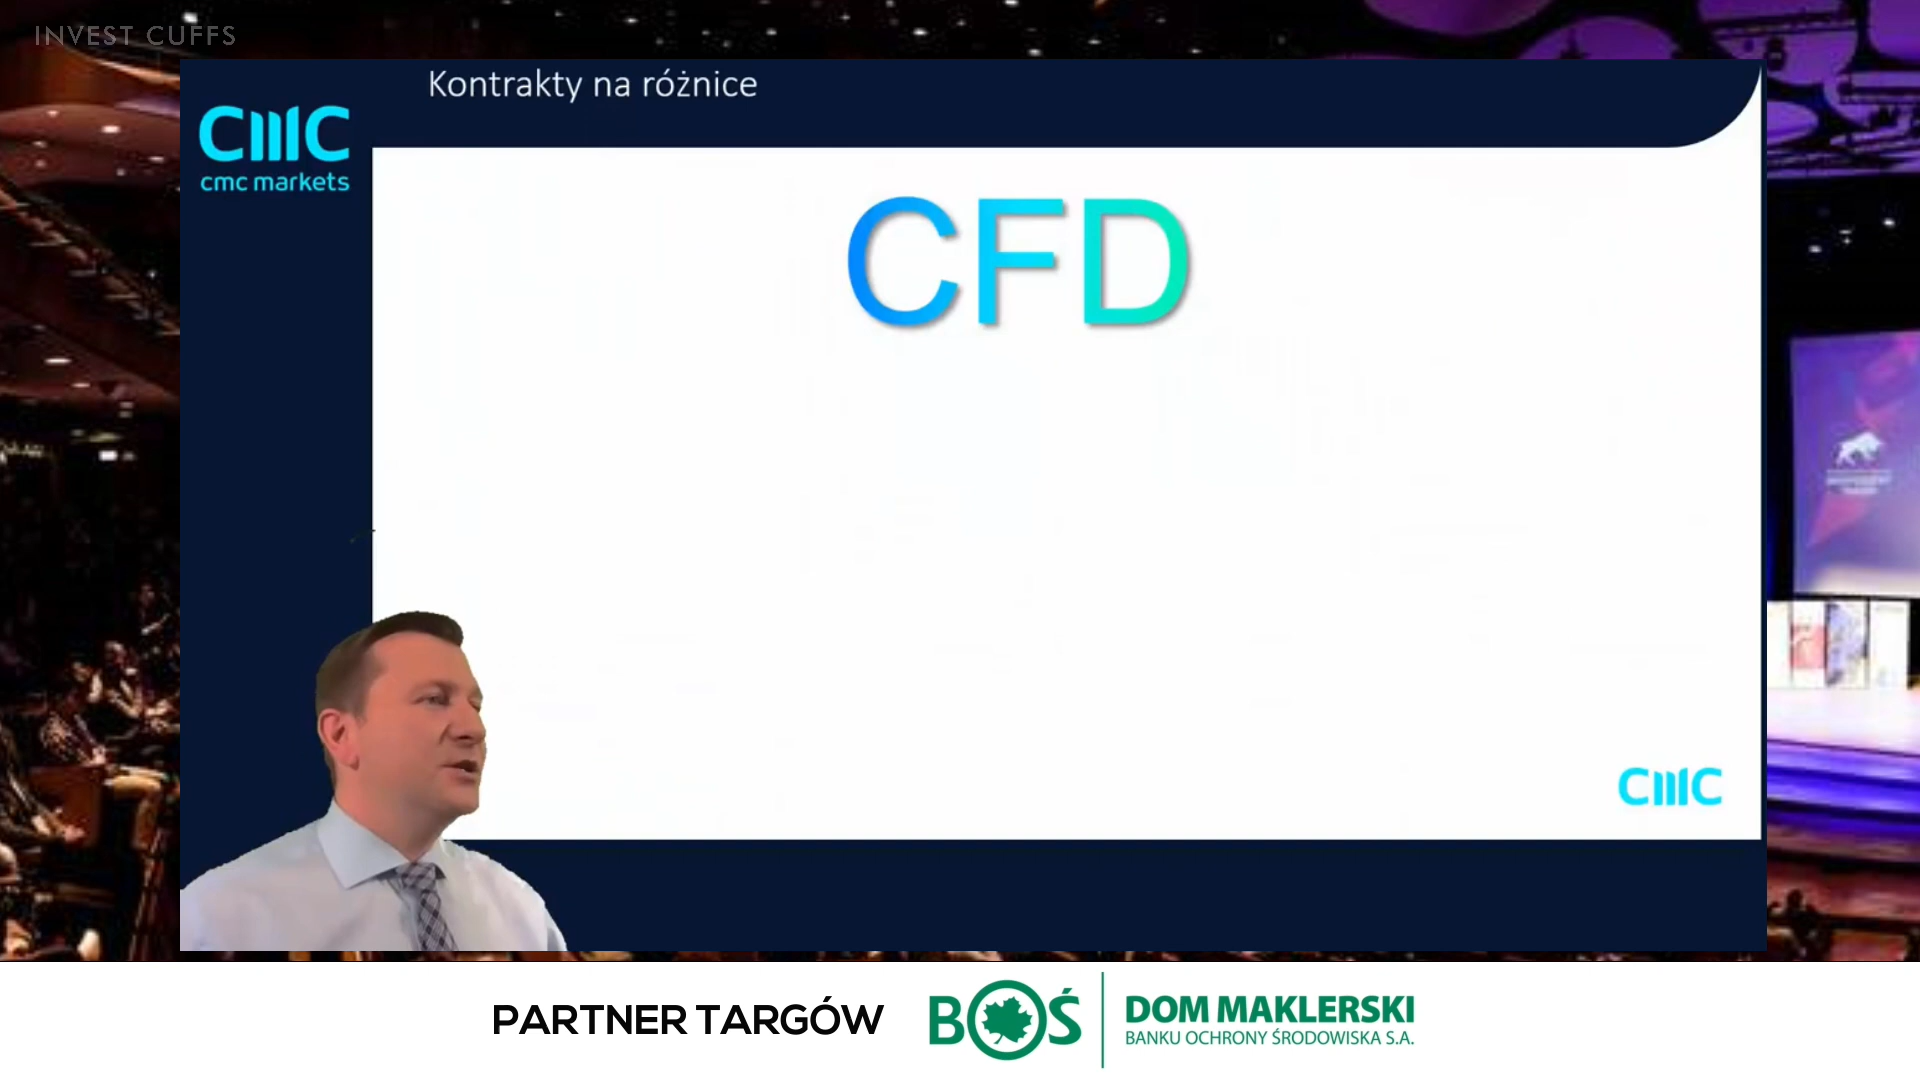 INVEST CUFFS
Kontrakty na różnice
CMC
cmc markets
CFD
CMC
PARTNER TARGÓW
BOŚ
DOM MAKLERSKI
BANKU OCHRONY ŚRODOWISKA S.A.